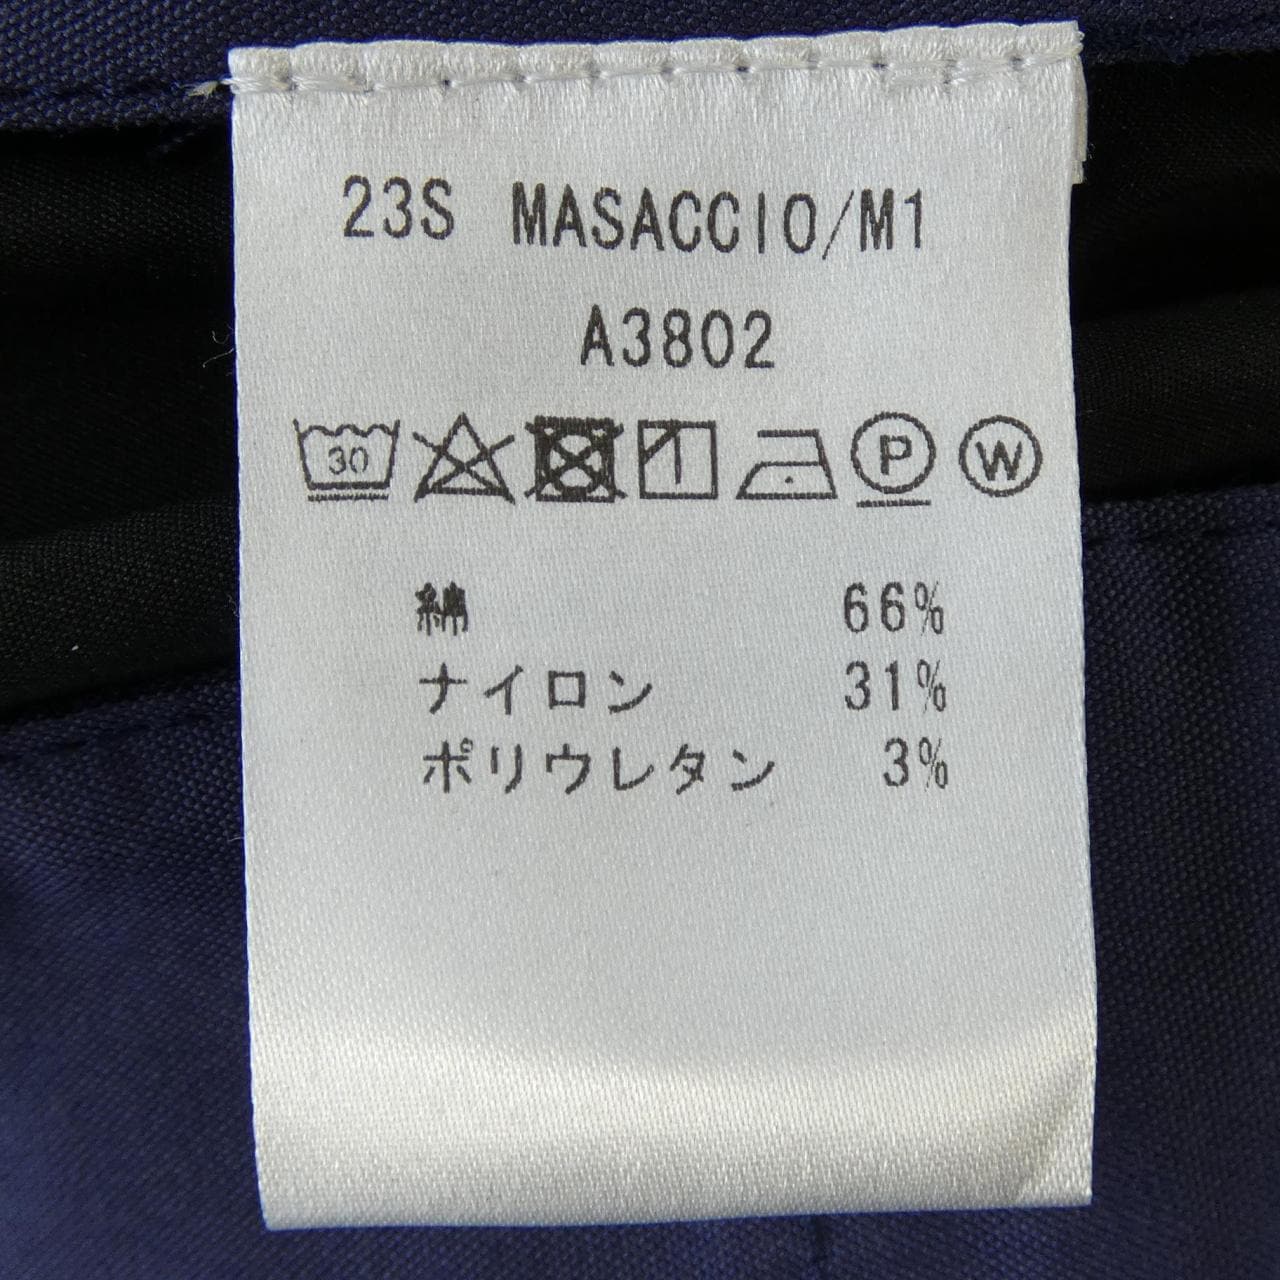 23S MASACCIO/M1
A3802
30 P W
綿 66%
ナイロン 31%
ポリウレタン 3%